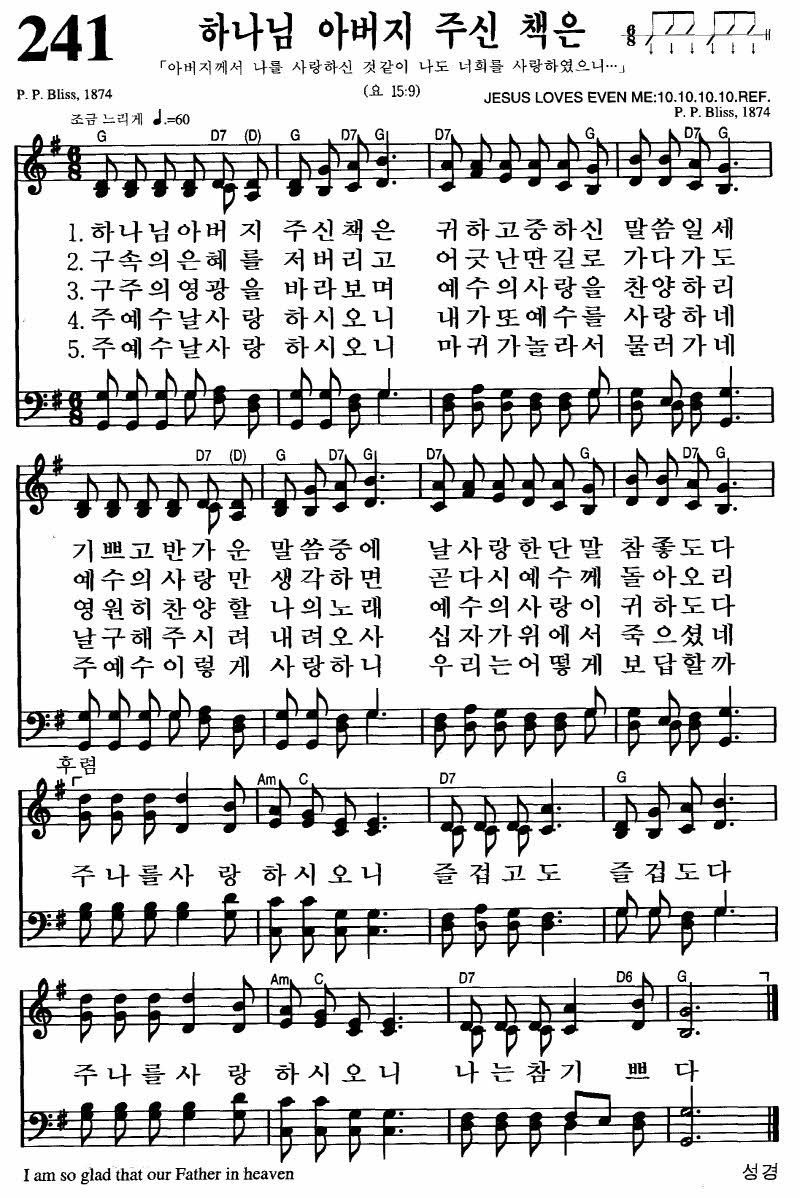 241 하나님 아버지 주신 책은 6/8
「아버지께서 나를 사랑하신 것같이 나도 너희를 사랑하였으니…」
P. P. Bliss, 1874 (요 15:9) JESUS LOVES EVEN ME:10.10.10.10.REF.
P. P. Bliss, 1874
조금 느리게 ♩.=60
G D7 (D) G D7 G D7 G D7 G
1. 하나님아버지 주신책은 귀하고중하신 말씀일세
2. 구속의은혜를 저버리고 어긋난딴길로 가다가도
3. 구주의영광을 바라보며 예수의사랑을 찬양하리
4. 주예수날사랑 하시오니 내가또예수를 사랑하네
5. 주예수날사랑 하시오니 마귀가놀라서 물러가네
D7 (D) G D7 G D7 G D7 G
기쁘고반가운 말씀중에 날사랑한단말 참좋도다
예수의사랑만 생각하면 곧다시예수께 돌아오리
영원히찬양할 나의노래 예수의사랑이 귀하도다
날구해주시려 내려오사 십자가위에서 죽으셨네
주예수이렇게 사랑하니 우리는어떻게 보답할까
후렴
G Am C D7 G
주나를사랑하시오니 즐겁고도 즐겁도다
G Am C D7 D6 G
주나를사랑하시오니 나는참기쁘다
I am so glad that our Father in heaven 성경